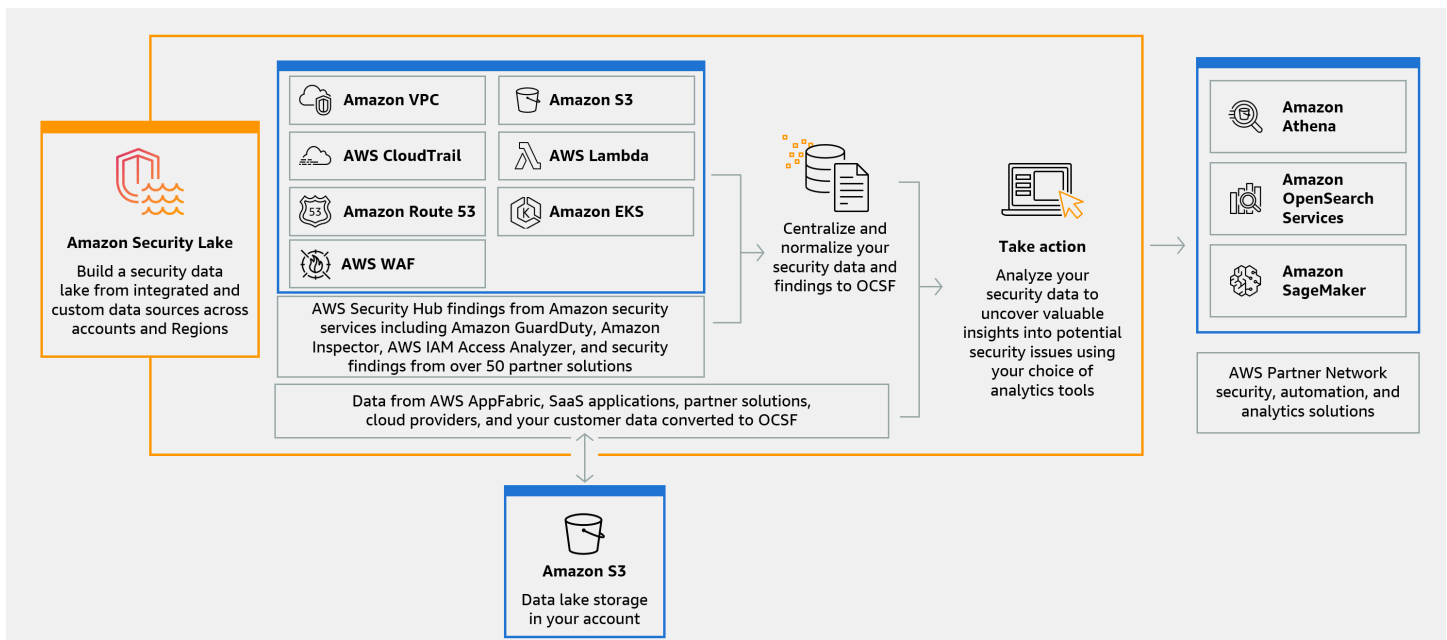 Amazon Security Lake
Build a security data
lake from integrated and
custom data sources across
accounts and Regions
Amazon VPC
Amazon S3
AWS CloudTrail
AWS Lambda
53
Amazon Route 53
K
Amazon EKS
AWS WAF
AWS Security Hub findings from Amazon security
services including Amazon GuardDuty, Amazon
Inspector, AWS IAM Access Analyzer, and security
findings from over 50 partner solutions
Data from AWS AppFabric, SaaS applications, partner solutions,
cloud providers, and your customer data converted to OCSF
Centralize and
normalize your
security data and
findings to OCSF
Take action
Analyze your
security data to
uncover valuable
insights into potential
security issues using
your choice of
analytics tools
Amazon
Athena
Amazon
OpenSearch
Services
Amazon
SageMaker
AWS Partner Network
security, automation, and
analytics solutions
Amazon S3
Data lake storage
in your account